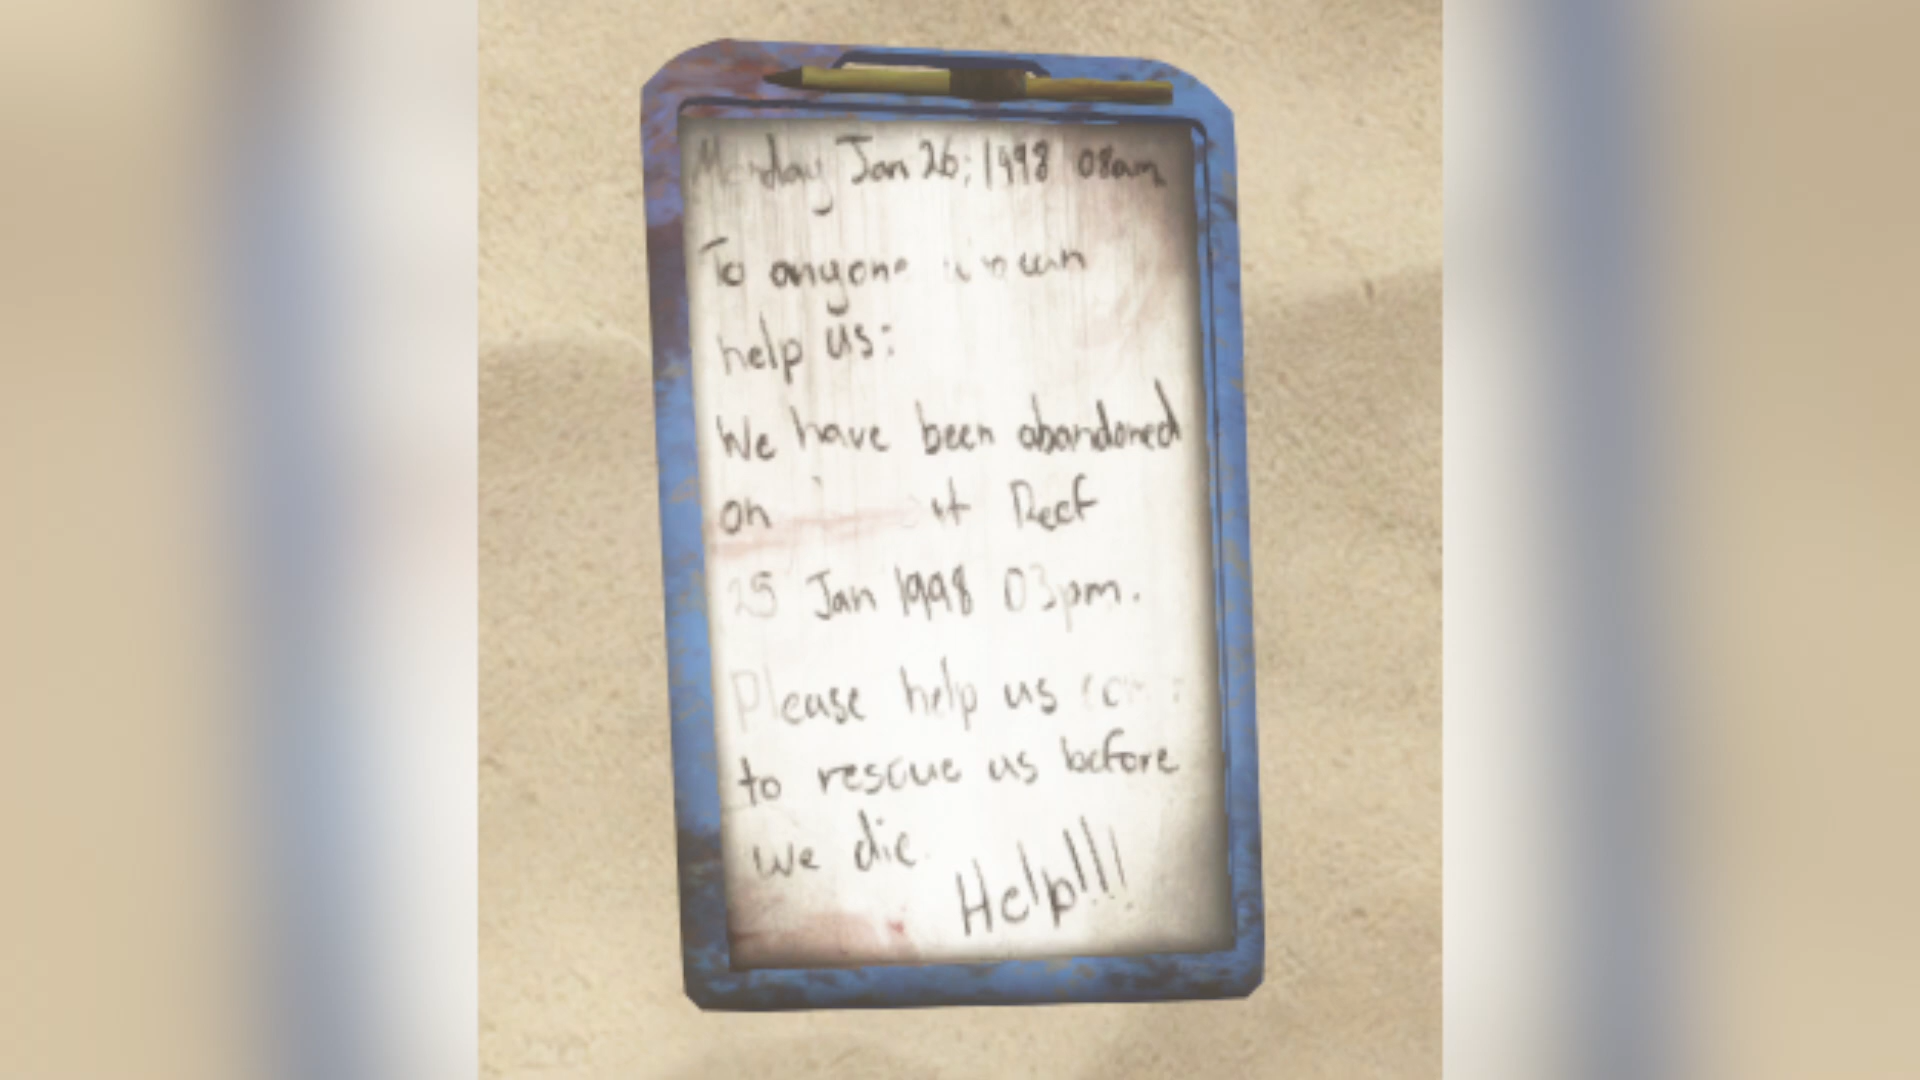 Monday Jan 26; 1998 08am
To anyone
help us:
We have been abandoned
on Reef
25 Jan 1998 03pm.
Please help us
to rescue us before
we die.
Help!!!